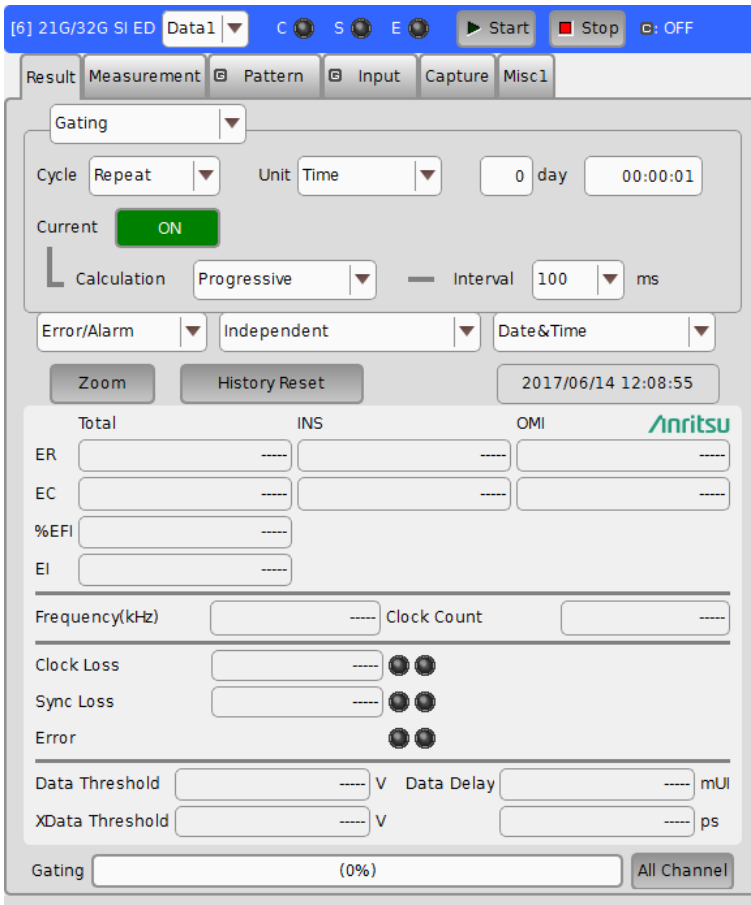 [6] 21G/32G SI ED Data1 C S E Start Stop G: OFF
Result Measurement G Pattern G Input Capture Misc1
Gating
Cycle Repeat Unit Time 0 day 00:00:01
Current ON
Calculation Progressive Interval 100 ms
Error/Alarm Independent Date&Time
Zoom History Reset 2017/06/14 12:08:55
Total INS OMI Anritsu
ER ----- ----- -----
EC ----- ----- -----
%EFI -----
EI -----
Frequency(kHz) ----- Clock Count -----
Clock Loss -----
Sync Loss -----
Error
Data Threshold ----- V Data Delay ----- mUI
XData Threshold ----- V ----- ps
Gating (0%) All Channel